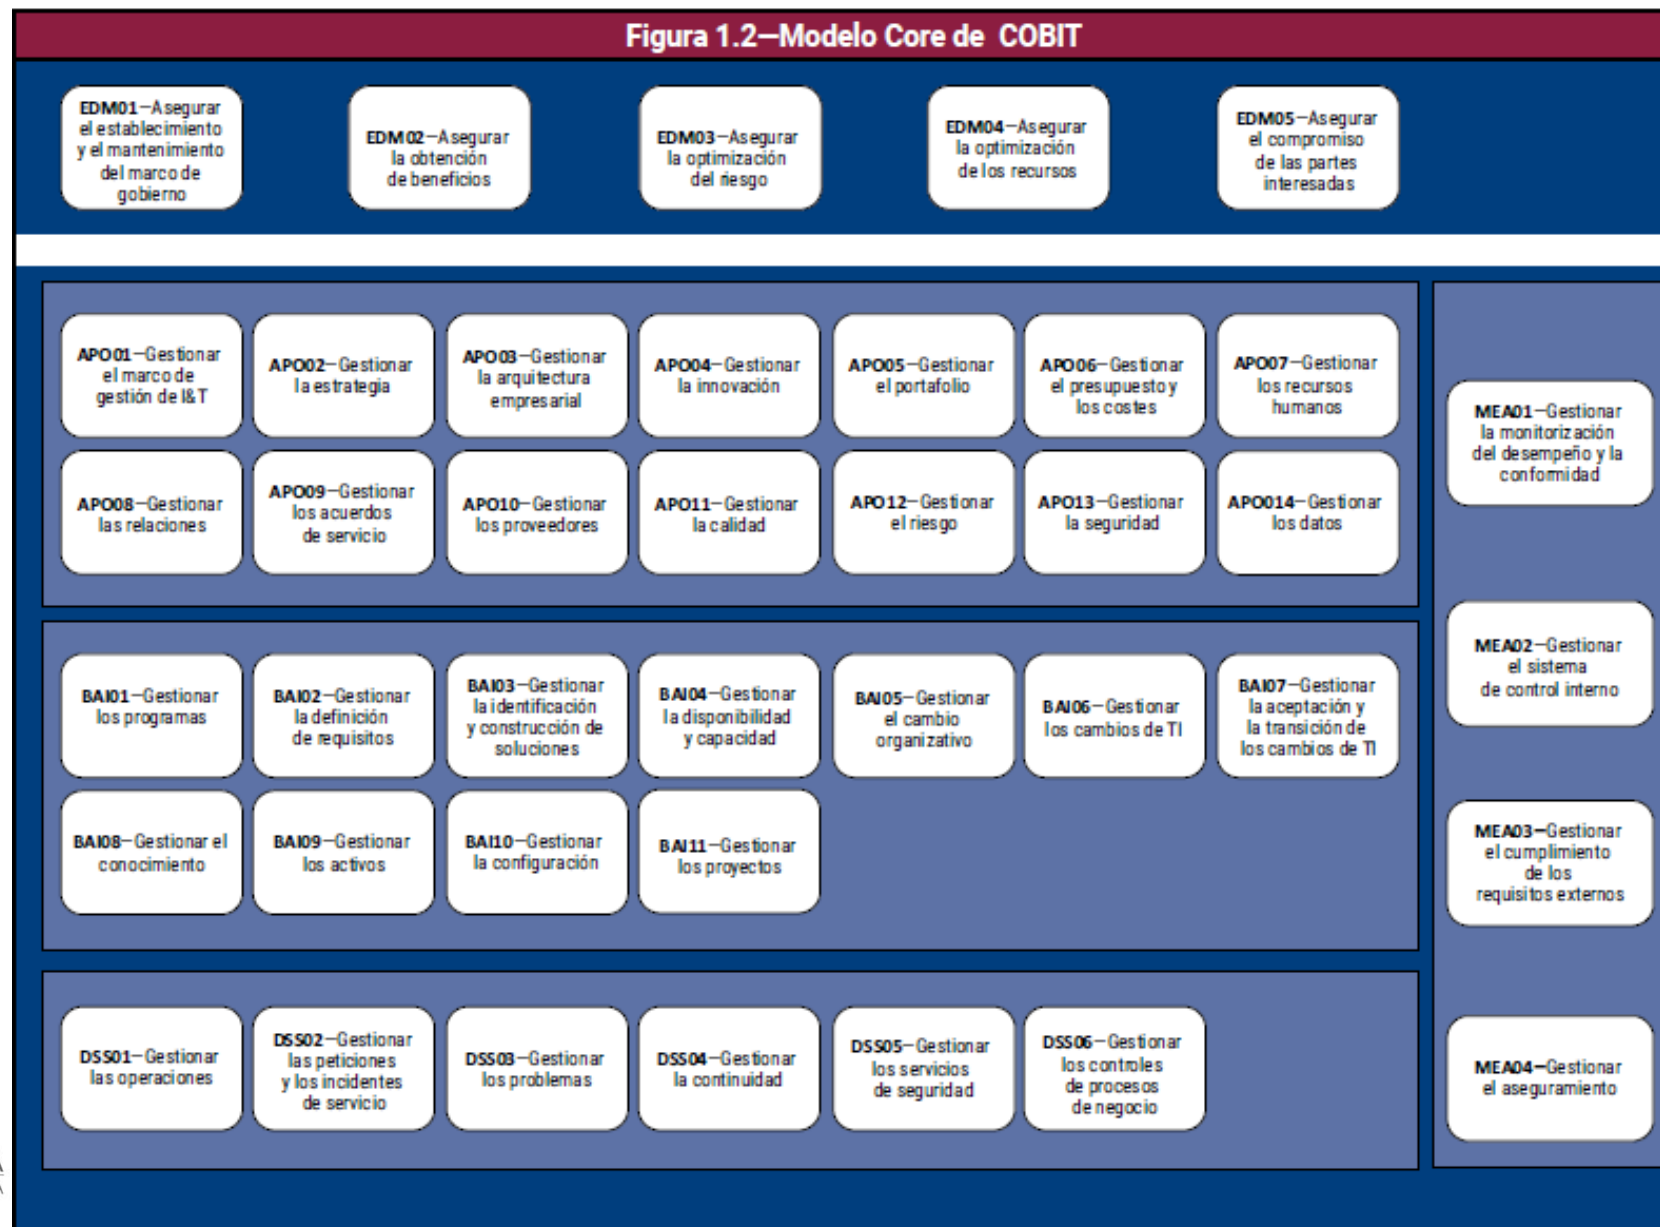 Figura 1.2—Modelo Core de COBIT
EDM01—Asegurar
el establecimiento
y el mantenimiento
del marco de
gobierno
EDM02—Asegurar
la obtención
de beneficios
EDM03—Asegurar
la optimización
del riesgo
EDM04—Asegurar
la optimización
de los recursos
EDM05—Asegurar
el compromiso
de las partes
interesadas
APO01—Gestionar
el marco de
gestión de I&T
APO02—Gestionar
la estrategia
APO03—Gestionar
la arquitectura
empresarial
APO04—Gestionar
la innovación
APO05—Gestionar
el portafolio
APO06—Gestionar
el presupuesto y
los costes
APO07—Gestionar
los recursos
humanos
APO08—Gestionar
las relaciones
APO09—Gestionar
los acuerdos
de servicio
APO10—Gestionar
los proveedores
APO11—Gestionar
la calidad
APO12—Gestionar
el riesgo
APO13—Gestionar
la seguridad
APO014—Gestionar
los datos
BAI01—Gestionar
los programas
BAI02—Gestionar
la definición
de requisitos
BAI03—Gestionar
la identificación
y construcción de
soluciones
BAI04—Gestionar
la disponibilidad
y capacidad
BAI05—Gestionar
el cambio
organizativo
BAI06—Gestionar
los cambios de TI
BAI07—Gestionar
la aceptación y
la transición de
los cambios de TI
BAI08—Gestionar el
conocimiento
BAI09—Gestionar
los activos
BAI10—Gestionar
la configuración
BAI11—Gestionar
los proyectos
DSS01—Gestionar
las operaciones
DSS02—Gestionar
las peticiones
y los incidentes
de servicio
DSS03—Gestionar
los problemas
DSS04—Gestionar
la continuidad
DSS05—Gestionar
los servicios
de seguridad
DSS06—Gestionar
los controles
de procesos
de negocio
MEA01—Gestionar
la monitorización
del desempeño y la
conformidad
MEA02—Gestionar
el sistema
de control interno
MEA03—Gestionar
el cumplimiento
de los
requisitos externos
MEA04—Gestionar
el aseguramiento